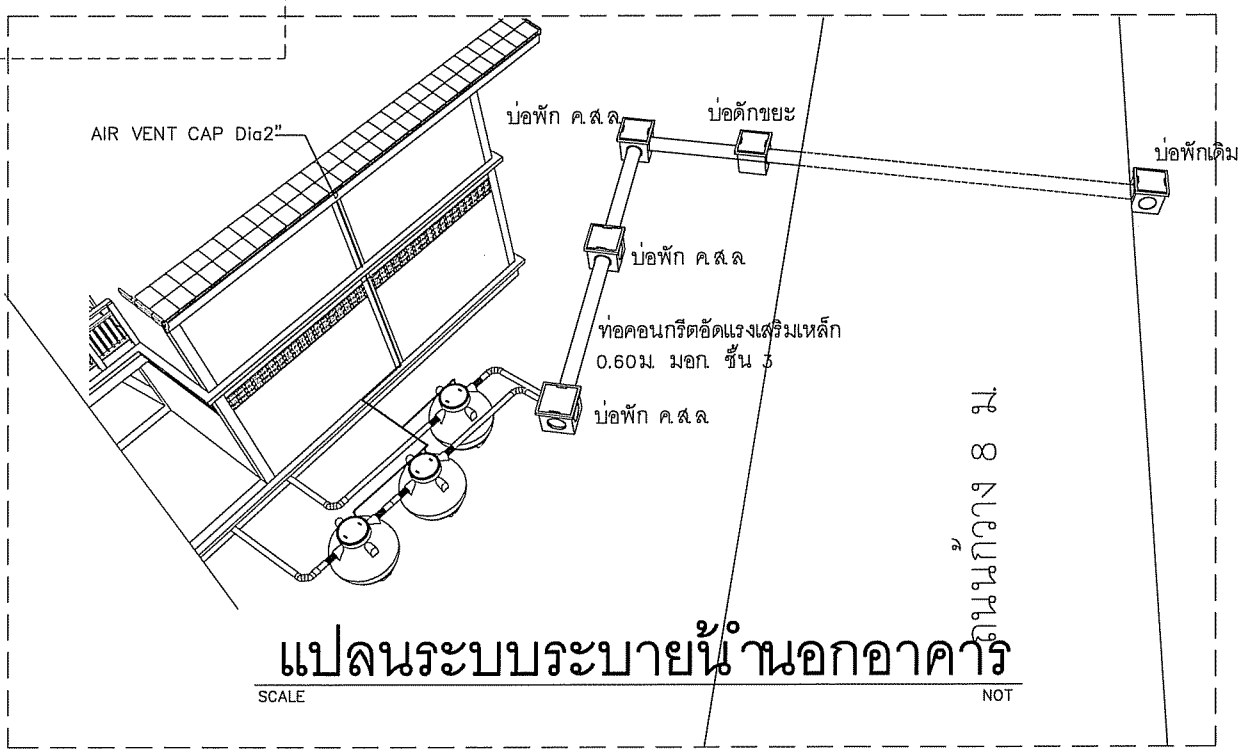 บ่อพัก ค.ส.ล
บ่อดักขยะ
AIR VENT CAP Dia2"
บ่อพักเดิม
บ่อพัก ค.ส.ล
ท่อคอนกรีตอัดแรงเสริมเหล็ก
0.60ม. มอก. ชั้น 3
บ่อพัก ค.ส.ล
ถนนกว้าง 8 ม.
แปลนระบบระบายน้ำนอกอาคาร
SCALE NOT